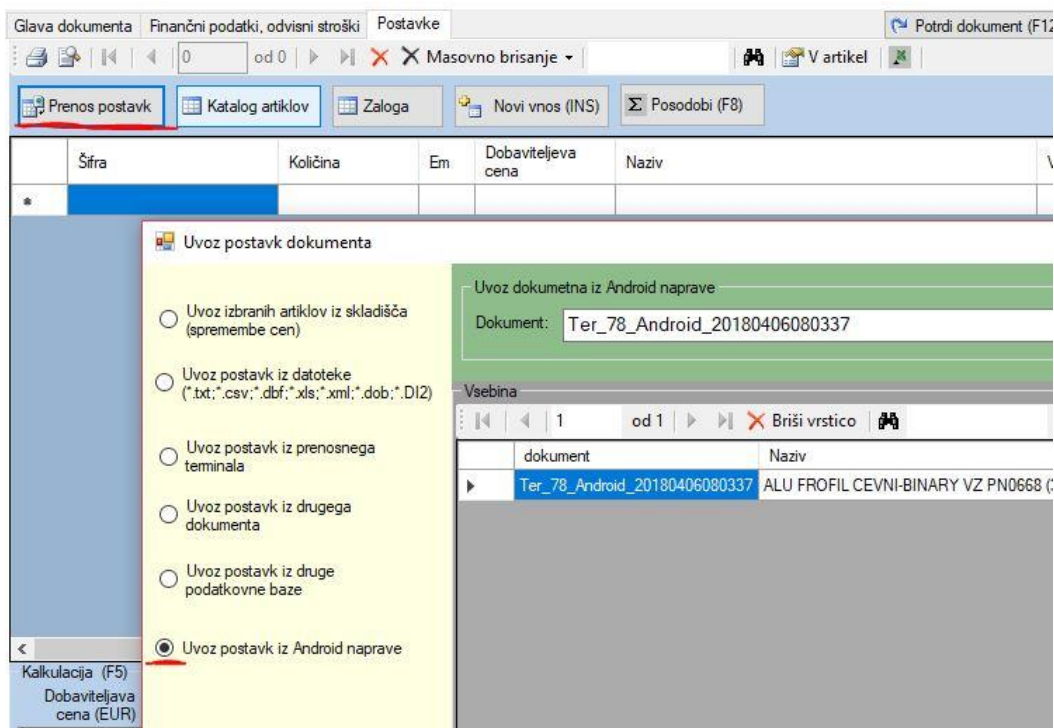 Glava dokumenta Finančni podatki, odvisni stroški Postavke Potrdi dokument (F12
0 od 0 Masovno brisanje V artikel
Prenos postavk Katalog artiklov Zaloga Novi vnos (INS) Σ Posodobi (F8)
Šifra Količina Em Dobaviteljeva cena Naziv V
Uvoz postavk dokumenta
Uvoz izbranih artiklov iz skladišča
(spremembe cen)
Uvoz postavk iz datoteke
(*.txt;*.csv;*.dbf;*.xls;*.xml;*.dob;*.DI2)
Uvoz postavk iz prenosnega
terminala
Uvoz postavk iz drugega
dokumenta
Uvoz postavk iz druge
podatkovne baze
Uvoz postavk iz Android naprave
Uvoz dokumetna iz Android naprave
Dokument: Ter_78_Android_20180406080337
Vsebina
1 od 1 Briši vrstico
dokument Naziv
Ter_78_Android_20180406080337 ALU FROFIL CEVNI-BINARY VZ PN0668 (
Kalkulacija (F5)
Dobaviteljava
cena (EUR)